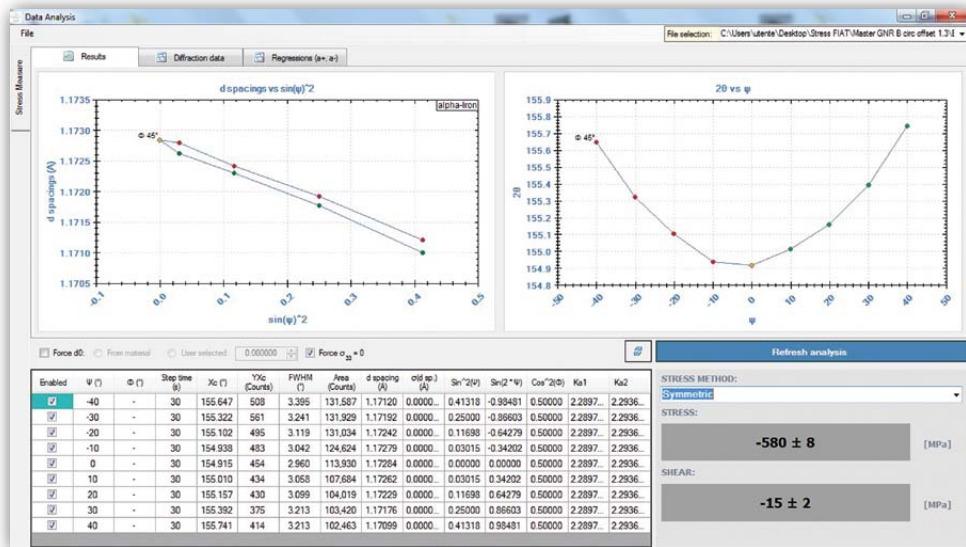 Data Analysis
File
File selection: C:\Users\utente\Desktop\Stress FIAT\Master GNR B circ offset 1.3\E
Stress Measure
Results Diffraction data Regressions (a+, a-)
d spacings vs sin(ψ)^2
alpha-Iron
Φ 45°
d spacings (Å)
1.1735
1.1730
1.1725
1.1720
1.1715
1.1710
1.1705
-0.1 0.0 0.1 0.2 0.3 0.4 0.5
sin(ψ)^2
2θ vs ψ
Φ 45°
2θ
155.9
155.8
155.7
155.6
155.4
155.3
155.2
155.1
155.0
154.9
154.8
-50 -40 -30 -20 -10 0 10 20 30 40 50
ψ
Force d0: From material User selected: 0.000000 Force σ33 = 0
Refresh analysis
Enabled Ψ (°) Φ (°) Step time (s) Xc (°) YXc (Counts) FWHM (°) Area (Counts) d spacing (Å) σ(d sp.) (Å) Sin^2(Ψ) Sin(2 * Ψ) Cos^2(Φ) Ka1 Ka2
-40 - 30 155.647 508 3.395 131,587 1.17120 0.0000... 0.41318 -0.98481 0.50000 2.2897... 2.2936...
-30 - 30 155.322 561 3.241 131,929 1.17192 0.0000... 0.25000 -0.86603 0.50000 2.2897... 2.2936...
-20 - 30 155.102 495 3.119 131,034 1.17242 0.0000... 0.11698 -0.64279 0.50000 2.2897... 2.2936...
-10 - 30 154.938 483 3.042 124,624 1.17279 0.0000... 0.03015 -0.34202 0.50000 2.2897... 2.2936...
0 - 30 154.915 454 2.960 113,930 1.17284 0.0000... 0.00000 0.00000 0.50000 2.2897... 2.2936...
10 - 30 155.010 434 3.058 107,684 1.17262 0.0000... 0.03015 0.34202 0.50000 2.2897... 2.2936...
20 - 30 155.157 430 3.099 104,019 1.17229 0.0000... 0.11698 0.64279 0.50000 2.2897... 2.2936...
30 - 30 155.392 375 3.213 103,420 1.17176 0.0000... 0.25000 0.86603 0.50000 2.2897... 2.2936...
40 - 30 155.741 414 3.213 102,463 1.17099 0.0000... 0.41318 0.98481 0.50000 2.2897... 2.2936...
STRESS METHOD:
Symmetric
STRESS:
-580 ± 8 [MPa]
SHEAR:
-15 ± 2 [MPa]